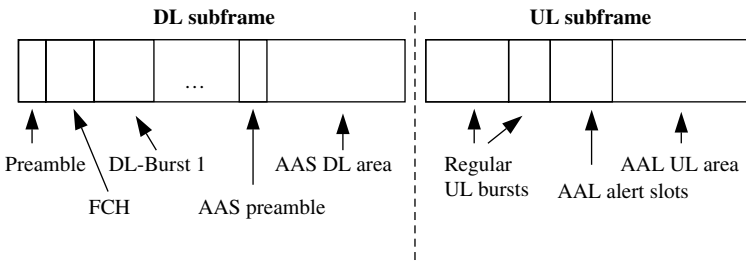 DL subframe
UL subframe
...
Preamble
DL-Burst 1
AAS DL area
FCH
AAS preamble
Regular
UL bursts
AAL UL area
AAL alert slots